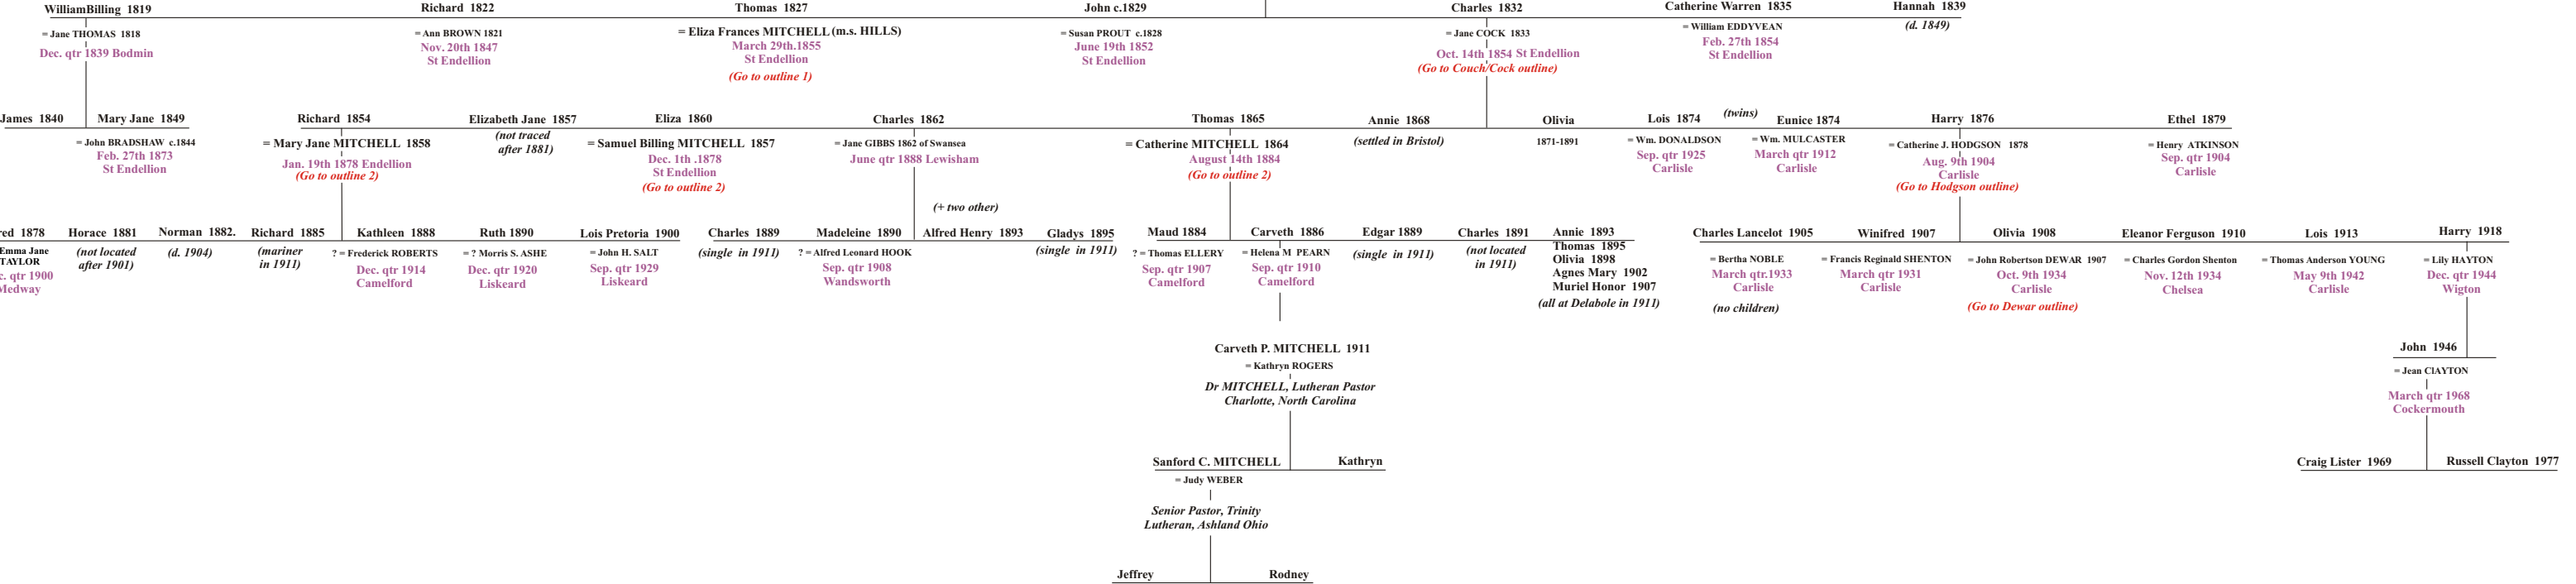 WilliamBilling 1819
= Jane THOMAS 1818
Dec. qtr 1839 Bodmin
Richard 1822
= Ann BROWN 1821
Nov. 20th 1847
St Endellion
Thomas 1827
= Eliza Frances MITCHELL (m.s. HILLS)
March 29th.1855
St Endellion
(Go to outline 1)
John c.1829
= Susan PROUT c.1828
June 19th 1852
St Endellion
Charles 1832
= Jane COCK 1833
Oct. 14th 1854 St Endellion
(Go to Couch/Cock outline)
Catherine Warren 1835
= William EDDYVEAN
Feb. 27th 1854
St Endellion
Hannah 1839
(d. 1849)
James 1840
Mary Jane 1849
= John BRADSHAW c.1844
Feb. 27th 1873
St Endellion
Richard 1854
= Mary Jane MITCHELL 1858
Jan. 19th 1878 Endellion
(Go to outline 2)
Elizabeth Jane 1857
(not traced
after 1881)
Eliza 1860
= Samuel Billing MITCHELL 1857
Dec. 1th .1878
St Endellion
(Go to outline 2)
Charles 1862
= Jane GIBBS 1862 of Swansea
June qtr 1888 Lewisham
Thomas 1865
= Catherine MITCHELL 1864
August 14th 1884
(Go to outline 2)
Annie 1868
(settled in Bristol)
Olivia
1871-1891
Lois 1874
= Wm. DONALDSON
Sep. qtr 1925
Carlisle
(twins)
Eunice 1874
= Wm. MULCASTER
March qtr 1912
Carlisle
Harry 1876
= Catherine J. HODGSON 1878
Aug. 9th 1904
Carlisle
(Go to Hodgson outline)
Ethel 1879
= Henry ATKINSON
Sep. qtr 1904
Carlisle
(+ two other)
red 1878
Emma Jane
TAYLOR
c. qtr 1900
Medway
Horace 1881
(not located
after 1901)
Norman 1882.
(d. 1904)
Richard 1885
(mariner
in 1911)
Kathleen 1888
? = Frederick ROBERTS
Dec. qtr 1914
Camelford
Ruth 1890
= ? Morris S. ASHE
Dec. qtr 1920
Liskeard
Lois Pretoria 1900
= John H. SALT
Sep. qtr 1929
Liskeard
Charles 1889
(single in 1911)
Madeleine 1890
? = Alfred Leonard HOOK
Sep. qtr 1908
Wandsworth
Alfred Henry 1893
Gladys 1895
(single in 1911)
Maud 1884
? = Thomas ELLERY
Sep. qtr 1907
Camelford
Carveth 1886
= Helena M PEARN
Sep. qtr 1910
Camelford
Edgar 1889
(single in 1911)
Charles 1891
(not located
in 1911)
Annie 1893
Thomas 1895
Olivia 1898
Agnes Mary 1902
Muriel Honor 1907
(all at Delabole in 1911)
Charles Lancelot 1905
= Bertha NOBLE
March qtr.1933
Carlisle
(no children)
Winifred 1907
= Francis Reginald SHENTON
March qtr 1931
Carlisle
Olivia 1908
= John Robertson DEWAR 1907
Oct. 9th 1934
Carlisle
(Go to Dewar outline)
Eleanor Ferguson 1910
= Charles Gordon Shenton
Nov. 12th 1934
Chelsea
Lois 1913
= Thomas Anderson YOUNG
May 9th 1942
Carlisle
Harry 1918
= Lily HAYTON
Dec. qtr 1944
Wigton
Carveth P. MITCHELL 1911
= Kathryn ROGERS
Dr MITCHELL, Lutheran Pastor
Charlotte, North Carolina
John 1946
= Jean ClAYTON
March qtr 1968
Cockermouth
Sanford C. MITCHELL
= Judy WEBER
Senior Pastor, Trinity
Lutheran, Ashland Ohio
Kathryn
Craig Lister 1969
Russell Clayton 1977
Jeffrey
Rodney